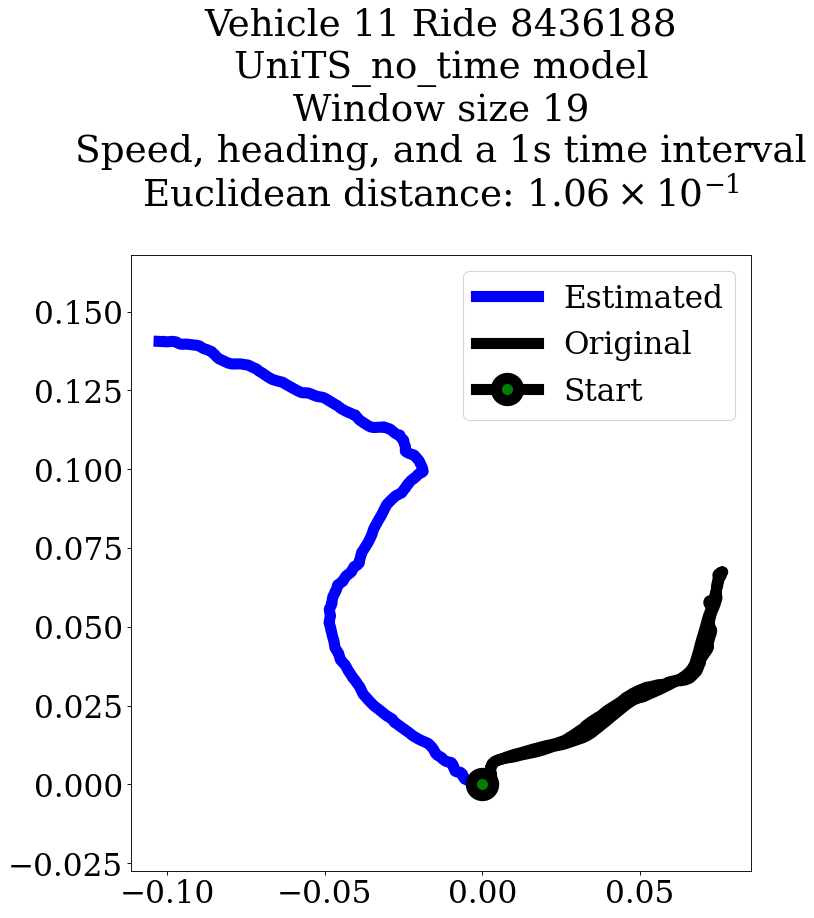 Vehicle 11 Ride 8436188
UniTS_no_time model
Window size 19
Speed, heading, and a 1s time interval
Euclidean distance: 1.06 × 10⁻¹
Estimated
Original
Start
0.150
0.125
0.100
0.075
0.050
0.025
0.000
−0.025
−0.10
−0.05
0.00
0.05